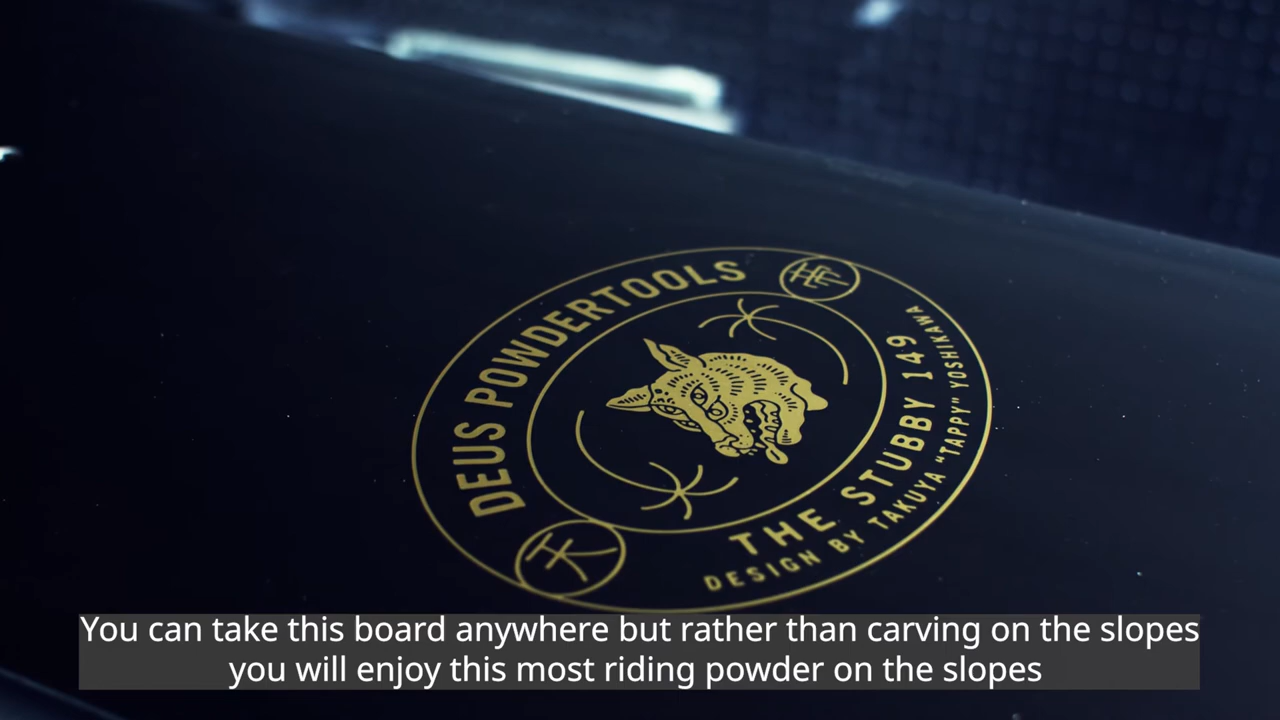 DEUS POWDERTOOLS
天
THE STUBBY 149
DESIGN BY TAKUYA "TAPPY" YOSHIKAWA
You can take this board anywhere but rather than carving on the slopes
you will enjoy this most riding powder on the slopes